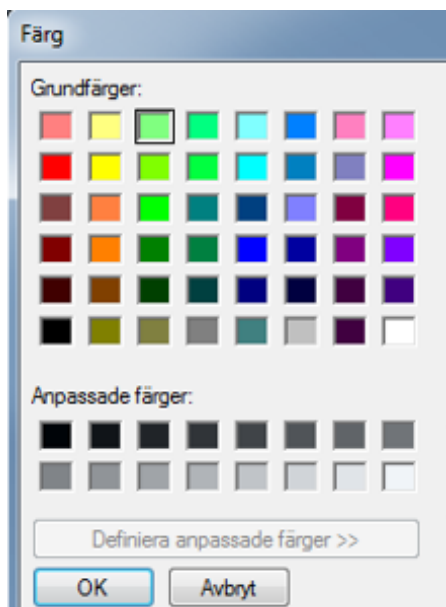 Färg
Grundfärger:
Anpassade färger:
Definiera anpassade färger >>
OK
Avbryt